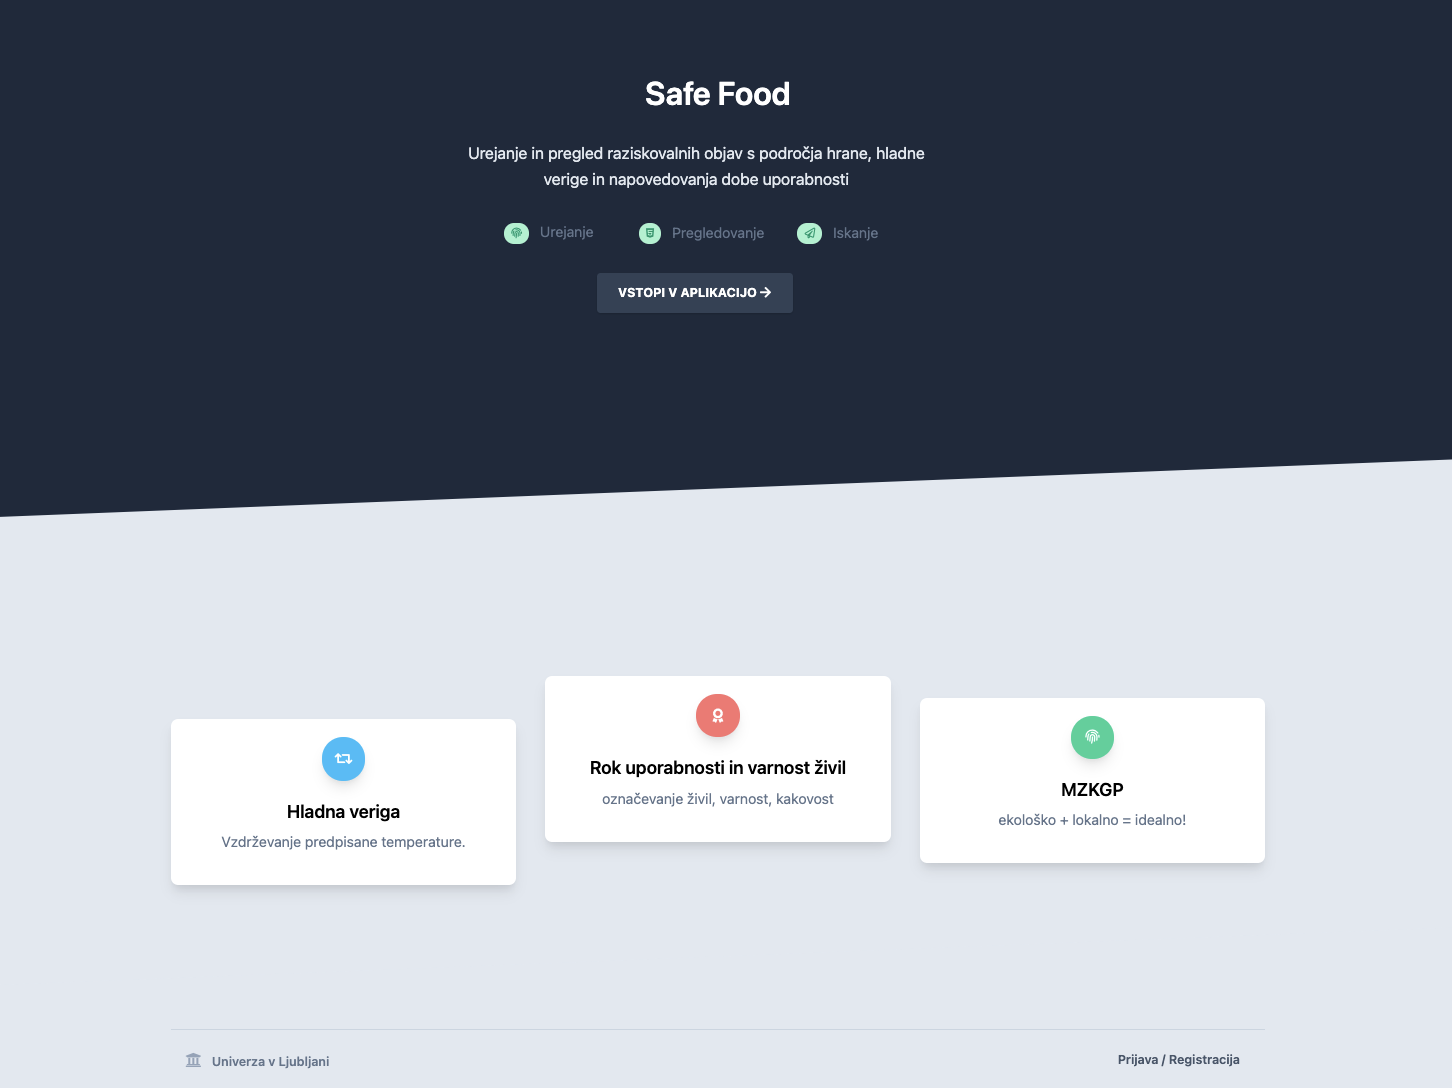 Safe Food
Urejanje in pregled raziskovalnih objav s področja hrane, hladne
verige in napovedovanja dobe uporabnosti
Urejanje
Pregledovanje
Iskanje
VSTOPI V APLIKACIJO
Hladna veriga
Vzdrževanje predpisane temperature.
Rok uporabnosti in varnost živil
označevanje živil, varnost, kakovost
MZKGP
ekološko + lokalno = idealno!
Univerza v Ljubljani
Prijava / Registracija